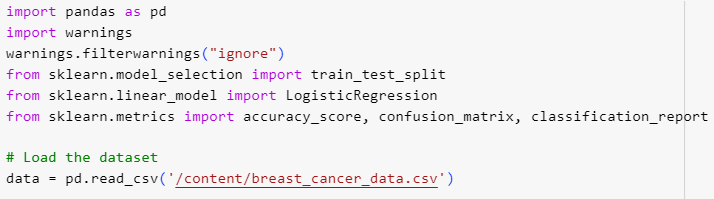 import pandas as pd
import warnings
warnings.filterwarnings("ignore")
from sklearn.model_selection import train_test_split
from sklearn.linear_model import LogisticRegression
from sklearn.metrics import accuracy_score, confusion_matrix, classification_report
# Load the dataset
data = pd.read_csv('/content/breast_cancer_data.csv')